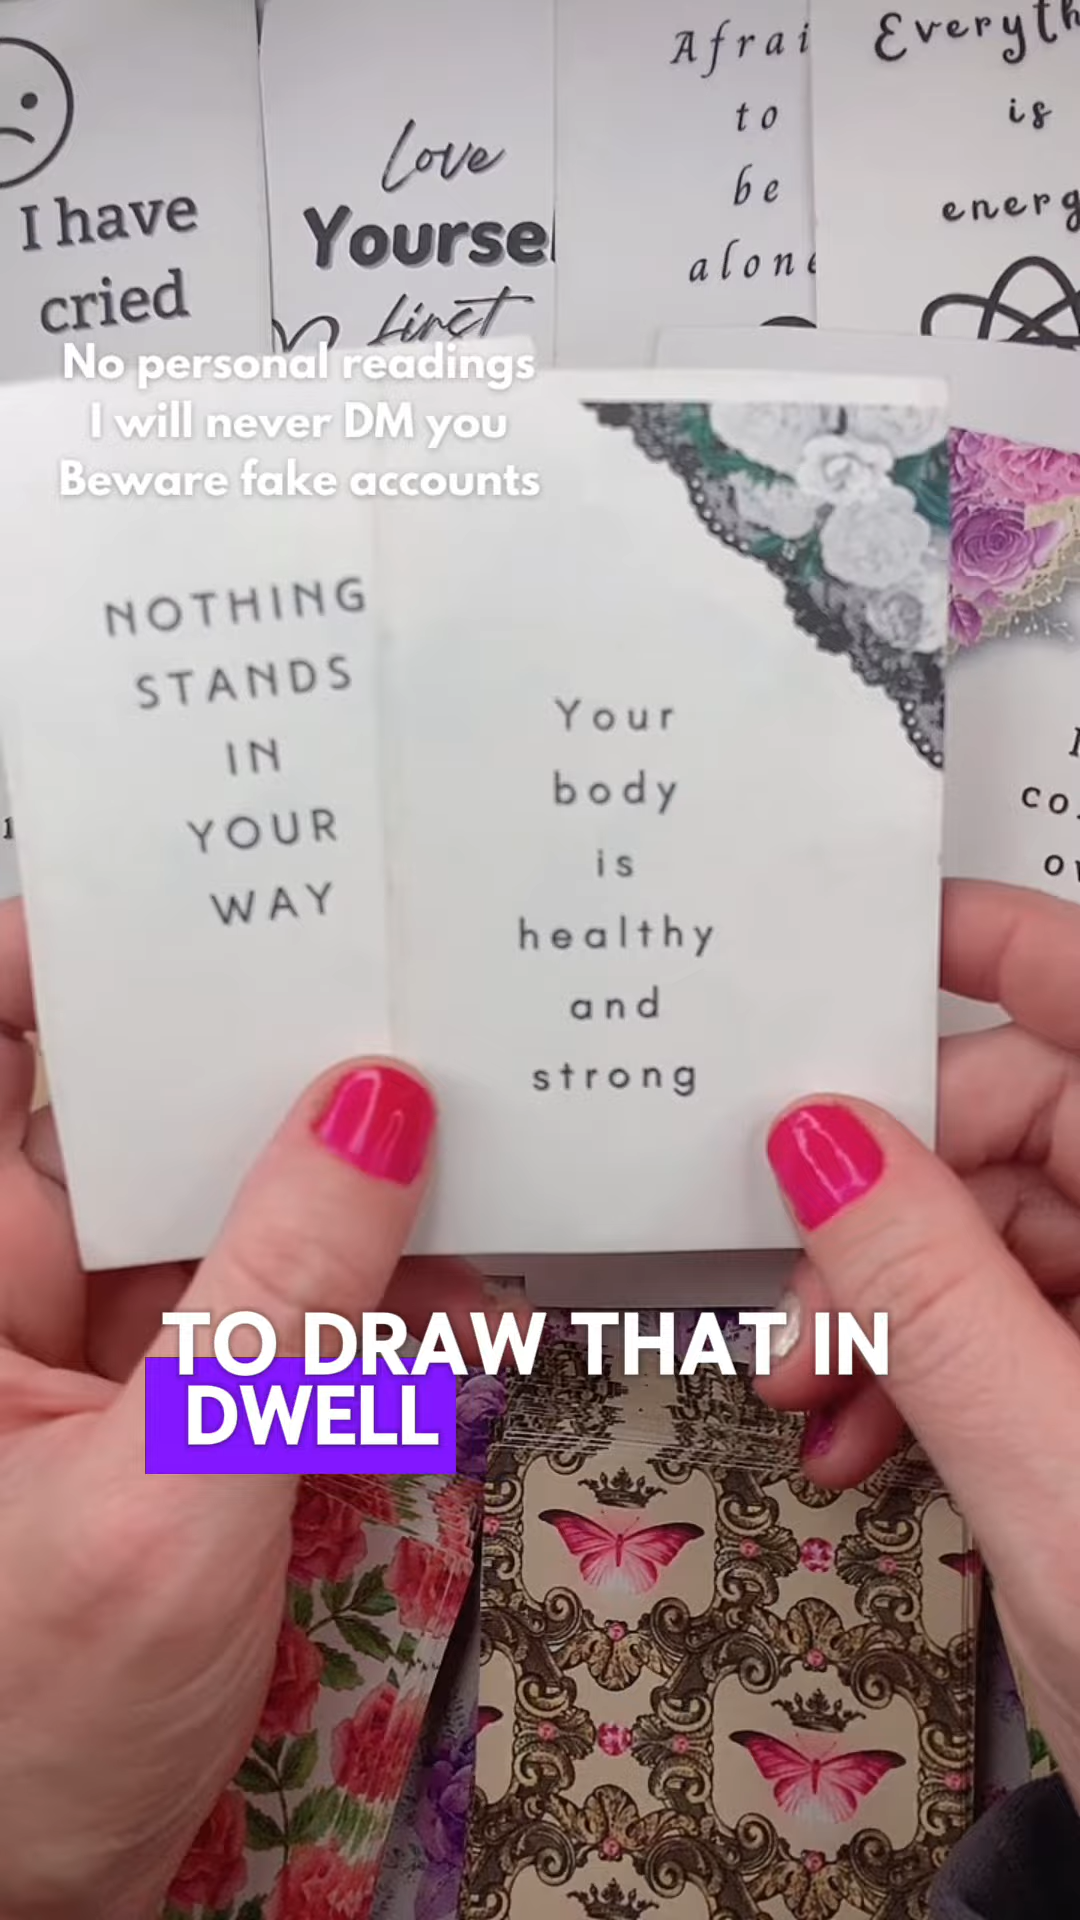 I have
cried
Love
Yoursel
First
Afrai
to
be
alone
Everyth
is
energ
No personal readings
I will never DM you
Beware fake accounts
NOTHING
STANDS
IN
YOUR
WAY
Your
body
is
healthy
and
strong
co
TO DRAW THAT IN
DWELL